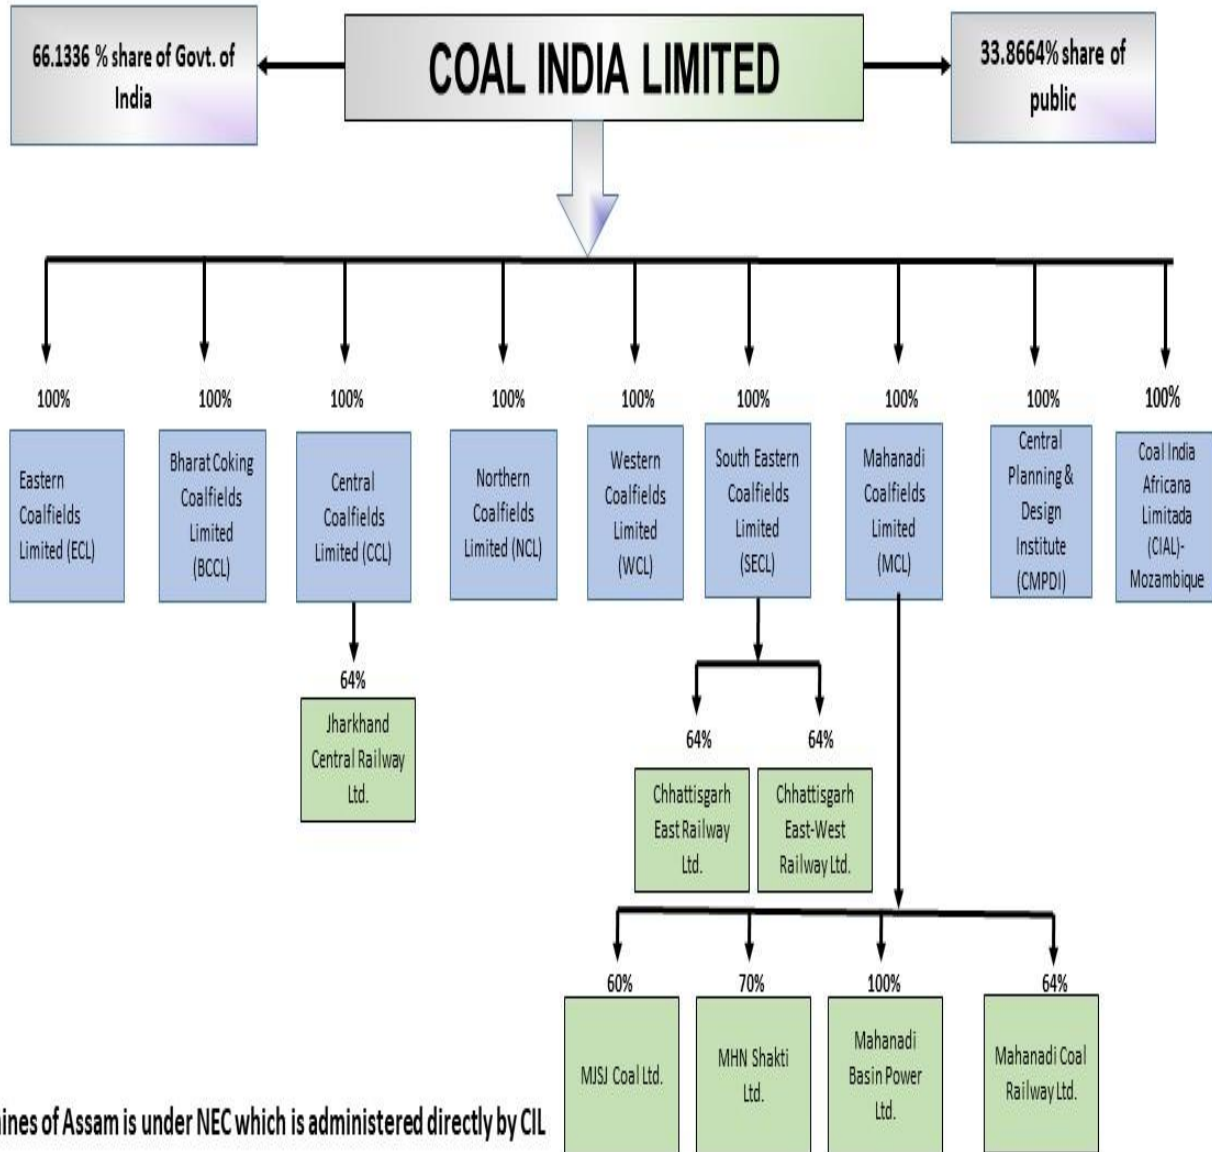 66.1336 % share of Govt. of
India
COAL INDIA LIMITED
33.8664% share of
public
100%
100%
100%
100%
100%
100%
100%
100%
100%
Eastern
Coalfields
Limited (ECL)
Bharat Coking
Coalfields
Limited
(BCCL)
Central
Coalfields
Limited (CCL)
Northern
Coalfields
Limited (NCL)
Western
Coalfields
Limited
(WCL)
South Eastern
Coalfields
Limited
(SECL)
Mahanadi
Coalfields
Limited
(MCL)
Central
Planning &
Design
Institute
(CMPDI)
Coal India
Africana
Limitada
(CIAL)-
Mozambique
64%
Jharkhand
Central Railway
Ltd.
64%
64%
Chhattisgarh
East Railway
Ltd.
Chhattisgarh
East-West
Railway Ltd.
60%
70%
100%
64%
MJSJ Coal Ltd.
MHN Shakti
Ltd.
Mahanadi
Basin Power
Ltd.
Mahanadi Coal
Railway Ltd.
of Assam is under NEC which is administered directly by CIL